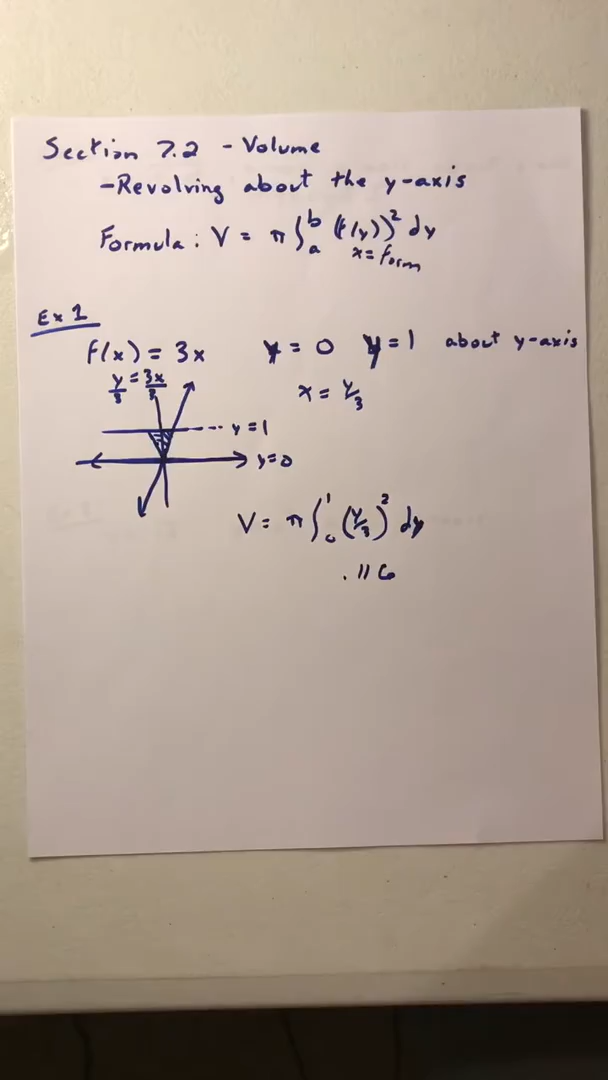 Section 7.2 - Volume
- Revolving about the y-axis
Formula: V = π∫ₐᵇ (f(y))² dy
x = form
Ex 1
f(x) = 3x y = 0 y = 1 about y-axis
y/3 = 3x/3 x = y/3
y = 1
y = 0
V = π∫₀¹ (y/3)² dy
.116